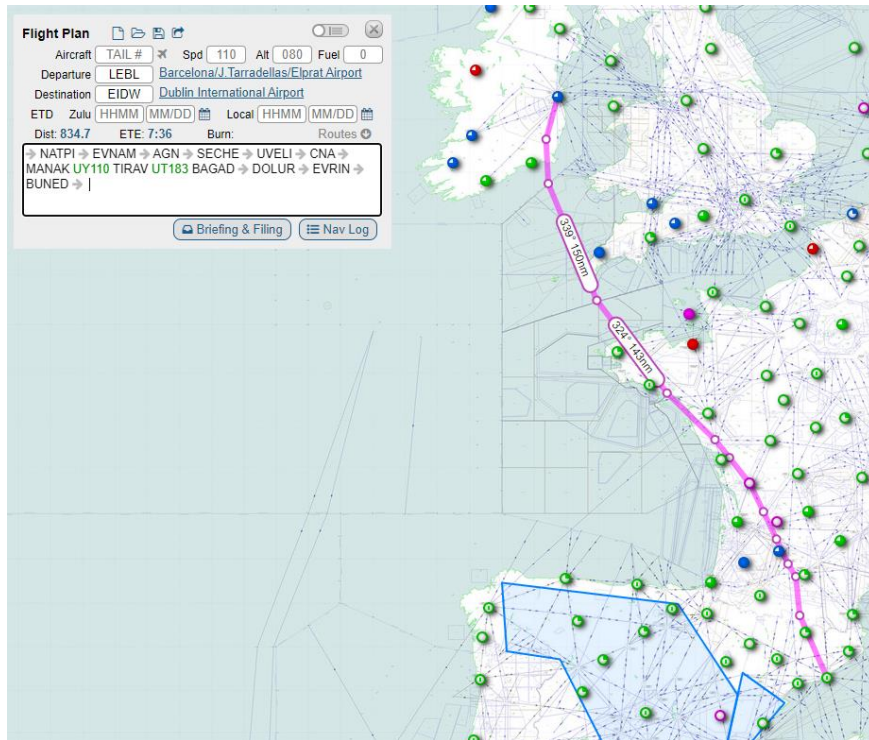 Flight Plan
Aircraft TAIL # Spd 110 Alt 080 Fuel 0
Departure LEBL Barcelona/J.Tarradellas/Elprat Airport
Destination EIDW Dublin International Airport
ETD Zulu HHMM MM/DD Local HHMM MM/DD
Dist: 834.7 ETE: 7:36 Burn: Routes
→ NATPI → EVNAM → AGN → SECHE → UVELI → CNA →
MANAK UY110 TIRAV UT183 BAGAD → DOLUR → EVRIN →
BUNED →
Briefing & Filing Nav Log
339° 150nm
324° 143nm